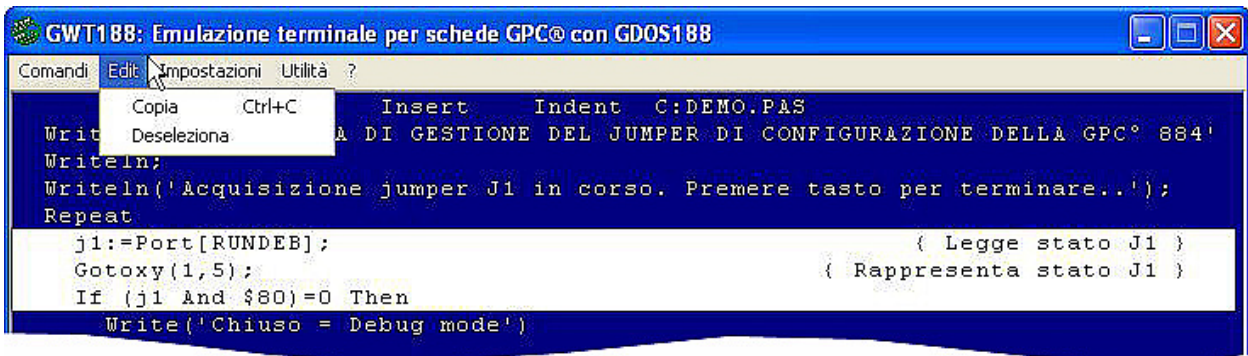 GWT188: Emulazione terminale per schede GPC® con GDOS188
Comandi Edit Impostazioni Utilità ?
Copia Ctrl+C
Deseleziona
Insert Indent C:DEMO.PAS
Writ A DI GESTIONE DEL JUMPER DI CONFIGURAZIONE DELLA GPC° 884'
Writeln;
Writeln('Acquisizione jumper J1 in corso. Premere tasto per terminare..');
Repeat
j1:=Port[RUNDEB]; { Legge stato J1 }
Gotoxy(1,5); { Rappresenta stato J1 }
If (j1 And $80)=0 Then
Write('Chiuso = Debug mode')